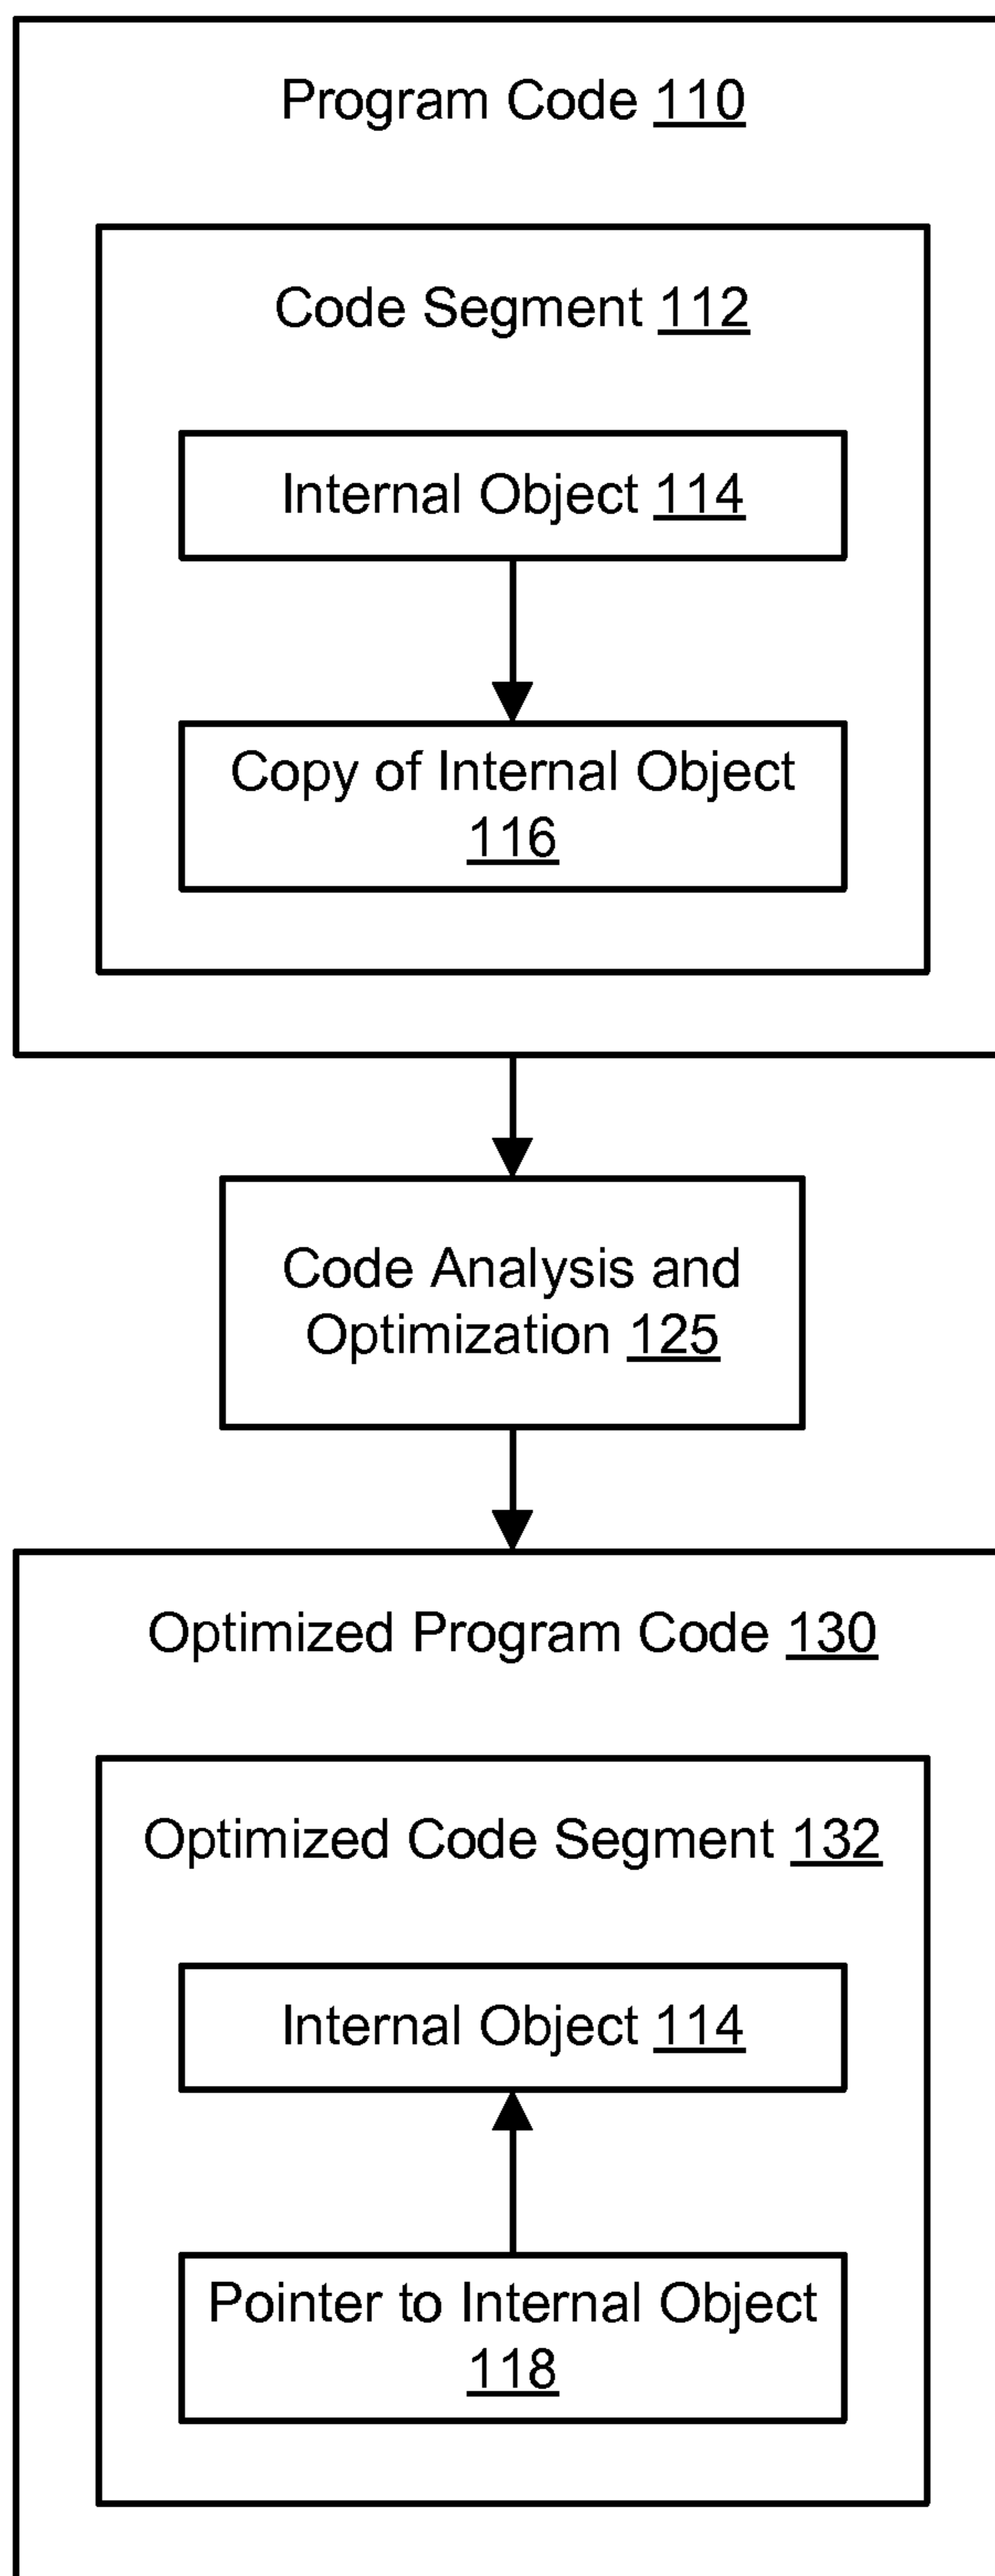 Program Code 110
Code Segment 112
Internal Object 114
Copy of Internal Object
116
Code Analysis and
Optimization 125
Optimized Program Code 130
Optimized Code Segment 132
Internal Object 114
Pointer to Internal Object
118